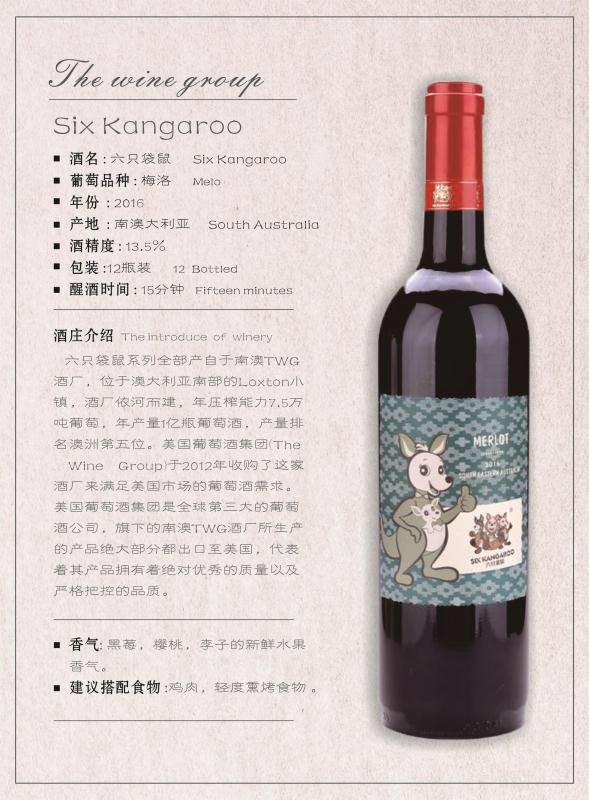 The wine group
Six Kangaroo
■ 酒名：六只袋鼠 Six Kangaroo
■ 葡萄品种：梅洛 Melo
■ 年份：2016
■ 产地：南澳大利亚 South Australia
■ 酒精度：13.5%
■ 包装：12瓶装 12 Bottled
■ 醒酒时间：15分钟 Fifteen minutes
酒庄介绍 The introduce of winery
六只袋鼠系列全部产自于南澳TWG
酒厂，位于澳大利亚南部的Loxton小
镇，酒厂依河而建，年压榨能力7.5万
吨葡萄，年产量1亿瓶葡萄酒，产量排
名澳洲第五位。美国葡萄酒集团(The
Wine Group)于2012年收购了这家
酒厂来满足美国市场的葡萄酒需求。
美国葡萄酒集团是全球第三大的葡萄
酒公司，旗下的南澳TWG酒厂所生产
的产品绝大部分都出口至美国，代表
着其产品拥有着绝对优秀的质量以及
严格把控的品质。
■ 香气：黑莓，樱桃，李子的新鲜水果
香气。
■ 建议搭配食物：鸡肉，轻度熏烤食物。
MERLOT
2016
SOUTH EASTERN AUSTRALIA
SIX KANGAROO
六只袋鼠